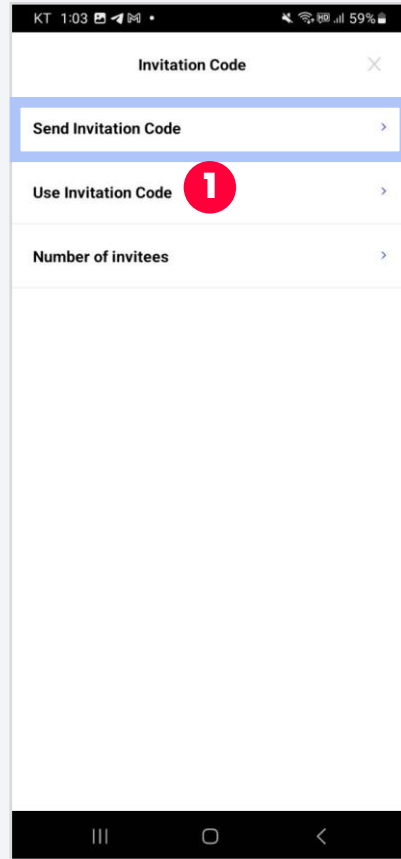 KT 1:03 59%
Invitation Code
Send Invitation Code
Use Invitation Code
1
Number of invitees